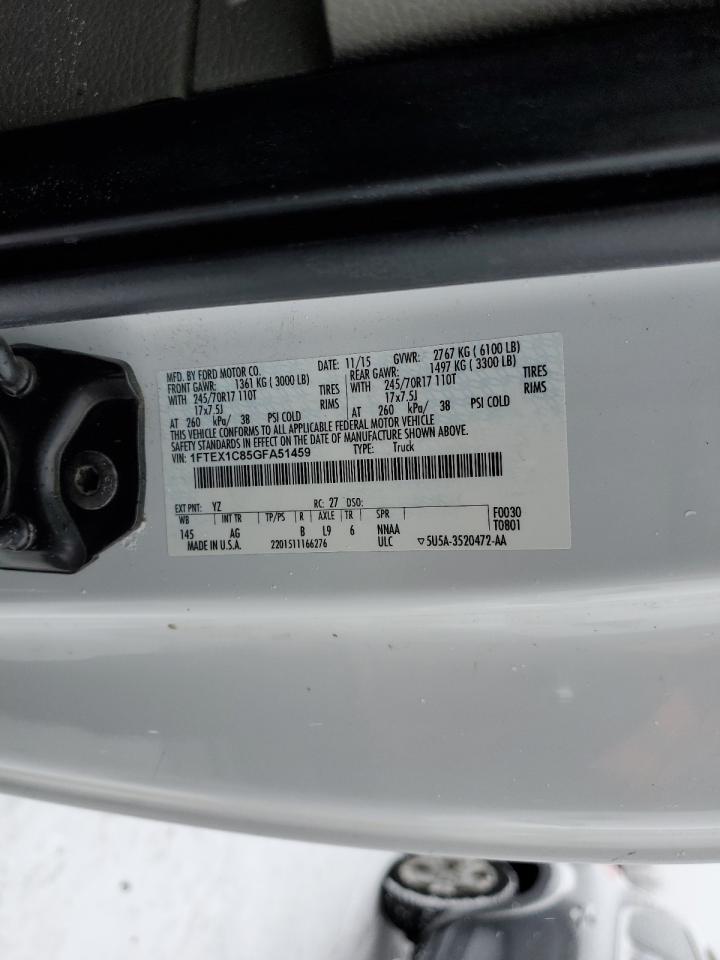 MFD. BY FORD MOTOR CO. DATE: 11/15 GVWR: 2767 KG ( 6100 LB)
FRONT GAWR: 1361 KG ( 3000 LB) REAR GAWR: 1497 KG ( 3300 LB)
WITH 245/70R17 110T TIRES WITH 245/70R17 110T TIRES
17x7.5J RIMS 17x7.5J RIMS
AT 260 kPa/ 38 PSI COLD AT 260 kPa/ 38 PSI COLD
THIS VEHICLE CONFORMS TO ALL APPLICABLE FEDERAL MOTOR VEHICLE
SAFETY STANDARDS IN EFFECT ON THE DATE OF MANUFACTURE SHOWN ABOVE.
VIN: 1FTEX1C85GFA51459 TYPE: Truck
EXT PNT: YZ RC: 27 DSO: F0030
WB INT TR TP/PS R AXLE TR SPR T0801
145 AG B L9 6 NNAA
MADE IN U.S.A. 2201511166276 ULC ▽5U5A-3520472-AA